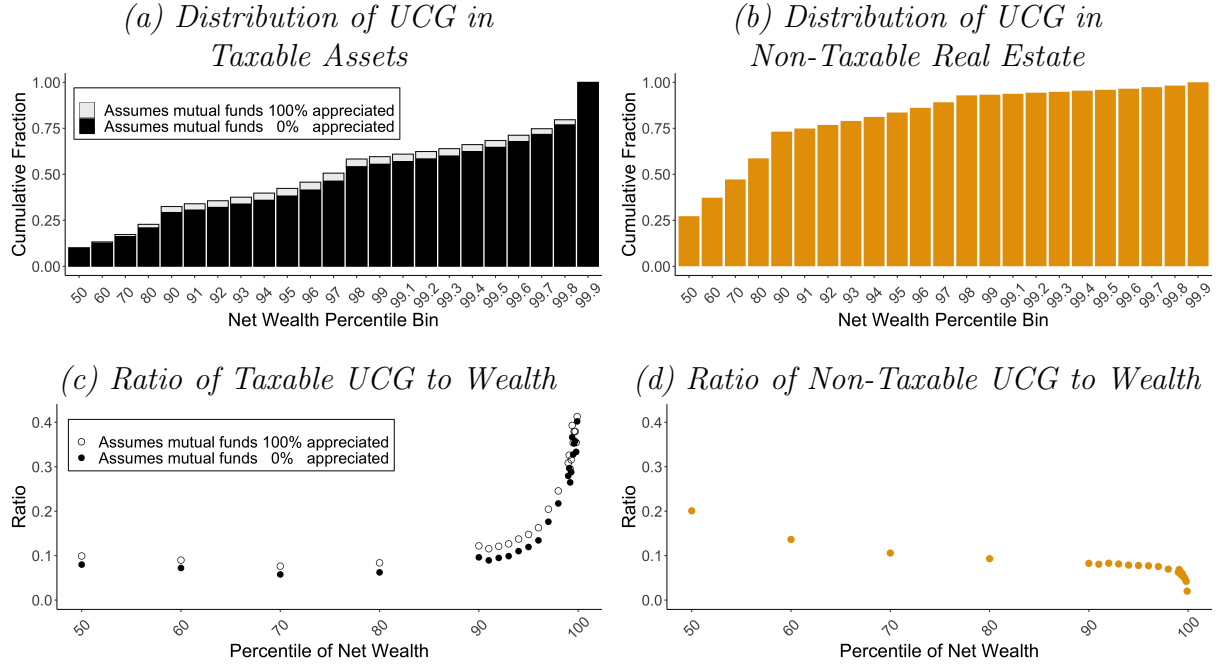 (a) Distribution of UCG in
Taxable Assets
1.00
0.75
0.50
0.25
0.00
Cumulative Fraction
Assumes mutual funds 100% appreciated
Assumes mutual funds 0% appreciated
50 60 70 80 90 91 92 93 94 95 96 97 98 99 99.1 99.2 99.3 99.4 99.5 99.6 99.7 99.8 99.9
Net Wealth Percentile Bin
(b) Distribution of UCG in
Non-Taxable Real Estate
1.00
0.75
0.50
0.25
0.00
Cumulative Fraction
50 60 70 80 90 91 92 93 94 95 96 97 98 99 99.1 99.2 99.3 99.4 99.5 99.6 99.7 99.8 99.9
Net Wealth Percentile Bin
(c) Ratio of Taxable UCG to Wealth
0.4
0.3
0.2
0.1
0.0
Ratio
Assumes mutual funds 100% appreciated
Assumes mutual funds 0% appreciated
50 60 70 80 90 100
Percentile of Net Wealth
(d) Ratio of Non-Taxable UCG to Wealth
0.4
0.3
0.2
0.1
0.0
Ratio
50 60 70 80 90 100
Percentile of Net Wealth